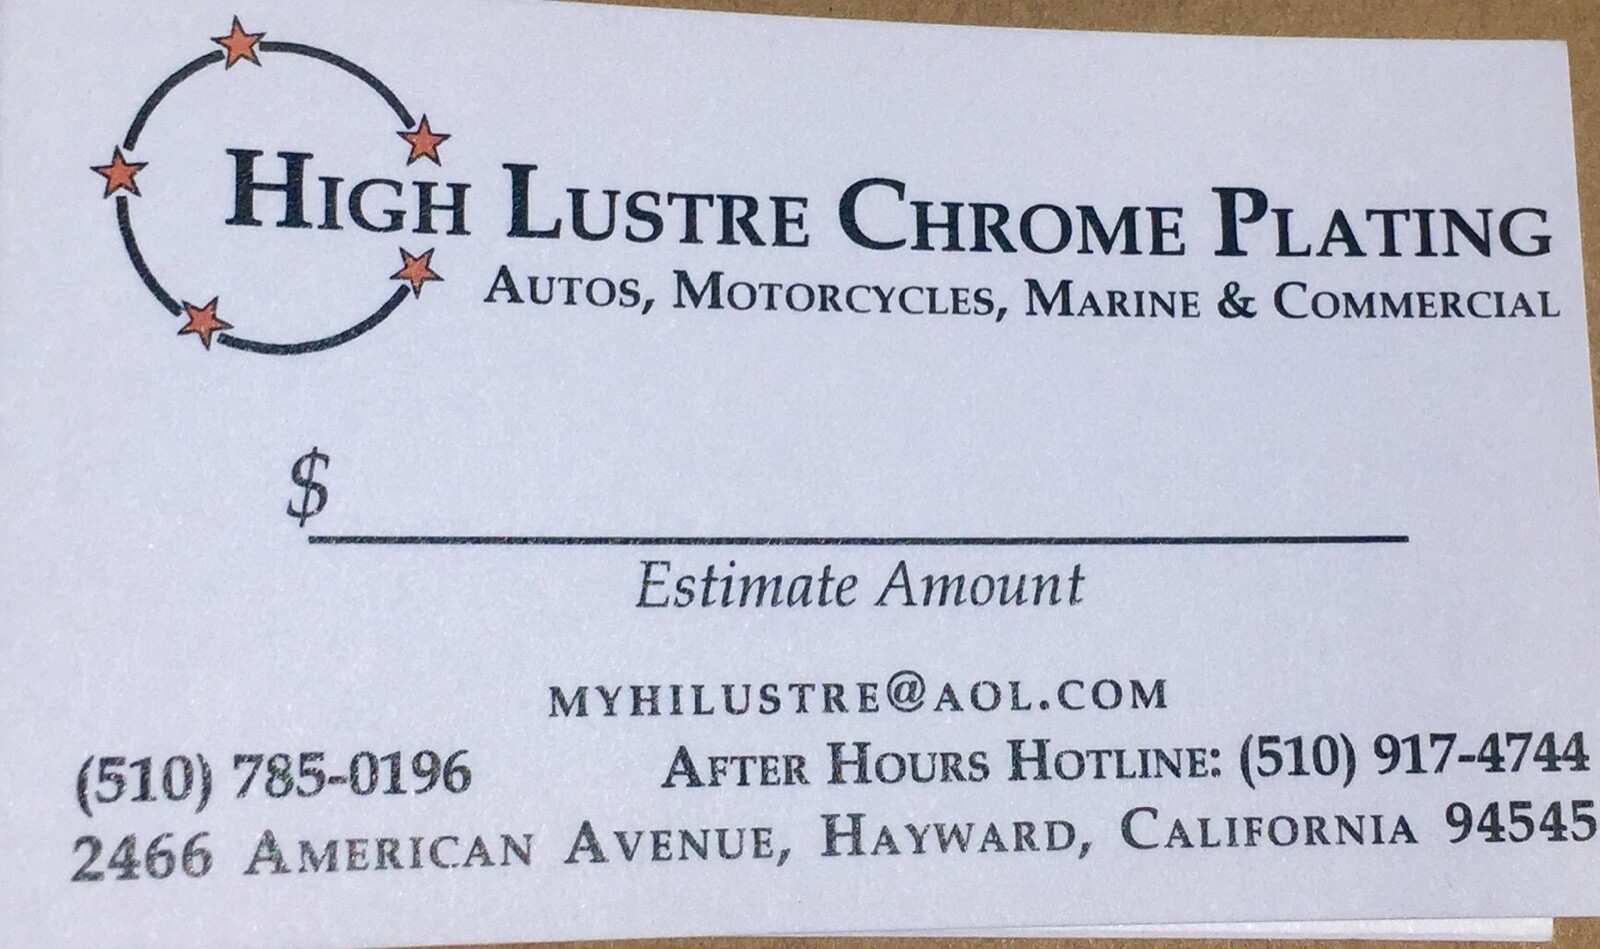 High Lustre Chrome Plating
Autos, Motorcycles, Marine & Commercial
$
Estimate Amount
myhilustre@aol.com
(510) 785-0196 After Hours Hotline: (510) 917-4744
2466 American Avenue, Hayward, California 94545